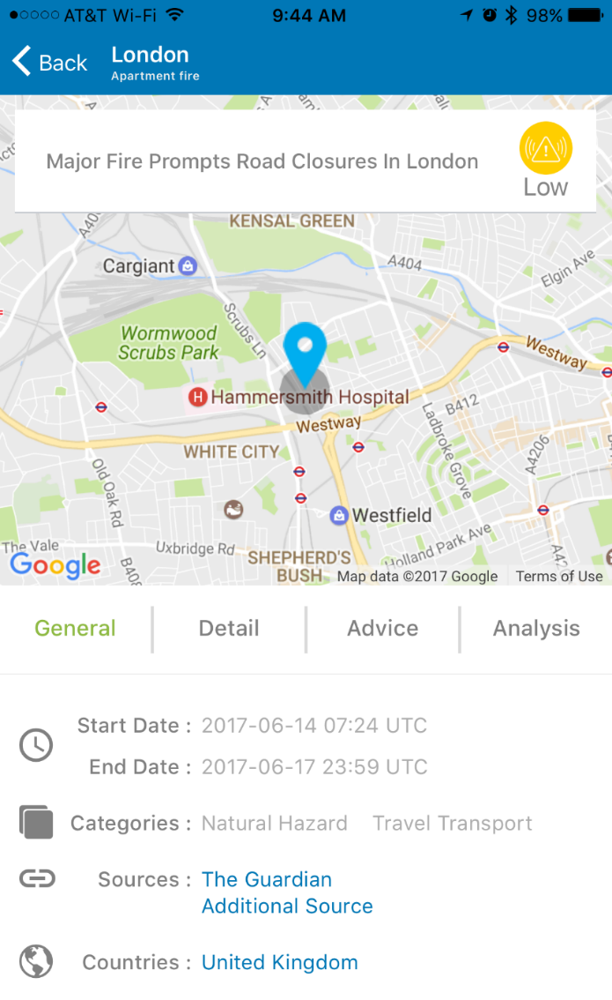 AT&T Wi-Fi 9:44 AM 98%
Back
London
Apartment fire
Major Fire Prompts Road Closures In London
Low
KENSAL GREEN
A404
Cargiant
Elgin Ave
Scrubs Ln
Wormwood
Scrubs Park
Westway
H Hammersmith Hospital
B412
Westway
Ladbroke Grove
A4206
WHITE CITY
Old Oak Rd
Westfield
The Vale
Uxbridge Rd
Holland Park Ave
SHEPHERD'S
BUSH
Google
Map data ©2017 Google Terms of Use
General Detail Advice Analysis
Start Date : 2017-06-14 07:24 UTC
End Date : 2017-06-17 23:59 UTC
Categories : Natural Hazard Travel Transport
Sources : The Guardian
Additional Source
Countries : United Kingdom